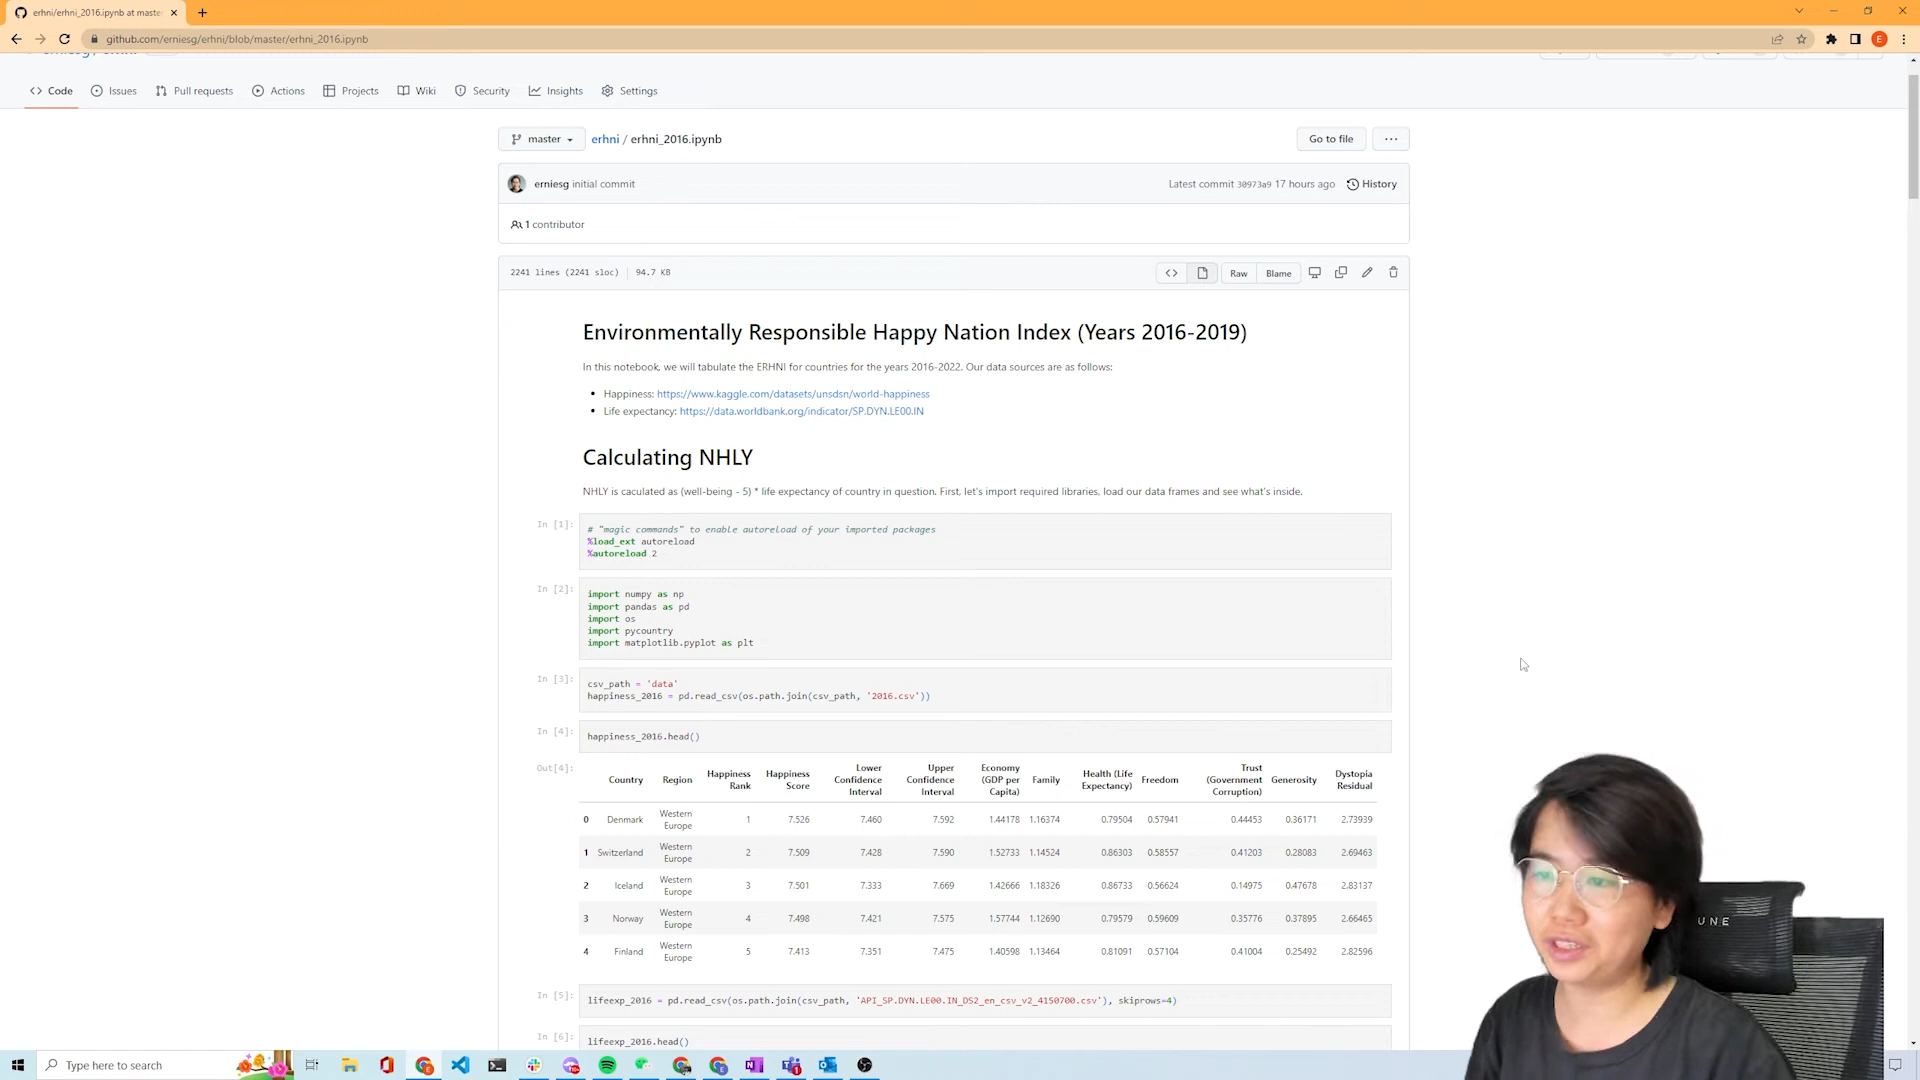 erhni/erhni_2016.ipynb at maste
github.com/erniesg/erhni/blob/master/erhni_2016.ipynb
E
Code Issues Pull requests Actions Projects Wiki Security Insights Settings
master erhni / erhni_2016.ipynb Go to file
erniesg initial commit Latest commit 30973a9 17 hours ago History
1 contributor
2241 lines (2241 sloc) 94.7 KB Raw Blame
Environmentally Responsible Happy Nation Index (Years 2016-2019)
In this notebook, we will tabulate the ERHNI for countries for the years 2016-2022. Our data sources are as follows:
• Happiness: https://www.kaggle.com/datasets/unsdsn/world-happiness
• Life expectancy: https://data.worldbank.org/indicator/SP.DYN.LE00.IN
Calculating NHLY
NHLY is caculated as (well-being - 5) * life expectancy of country in question. First, let's import required libraries, load our data frames and see what's inside.
In [1]: # "magic commands" to enable autoreload of your imported packages
%load_ext autoreload
%autoreload 2
In [2]: import numpy as np
import pandas as pd
import os
import pycountry
import matplotlib.pyplot as plt
In [3]: csv_path = 'data'
happiness_2016 = pd.read_csv(os.path.join(csv_path, '2016.csv'))
In [4]: happiness_2016.head()
Out[4]: Country Region Happiness Rank Happiness Score Lower Confidence Interval Upper Confidence Interval Economy (GDP per Capita) Family Health (Life Expectancy) Freedom Trust (Government Corruption) Generosity Dystopia Residual
0 Denmark Western Europe 1 7.526 7.460 7.592 1.44178 1.16374 0.79504 0.57941 0.44453 0.36171 2.73939
1 Switzerland Western Europe 2 7.509 7.428 7.590 1.52733 1.14524 0.86303 0.58557 0.41203 0.28083 2.69463
2 Iceland Western Europe 3 7.501 7.333 7.669 1.42666 1.18326 0.86733 0.56624 0.14975 0.47678 2.83137
3 Norway Western Europe 4 7.498 7.421 7.575 1.57744 1.12690 0.79579 0.59609 0.35776 0.37895 2.66465
4 Finland Western Europe 5 7.413 7.351 7.475 1.40598 1.13464 0.81091 0.57104 0.41004 0.25492 2.82596
In [5]: lifeexp_2016 = pd.read_csv(os.path.join(csv_path, 'API_SP.DYN.LE00.IN_DS2_en_csv_v2_4150700.csv'), skiprows=4)
In [6]: lifeexp_2016.head()
UNE
Type here to search